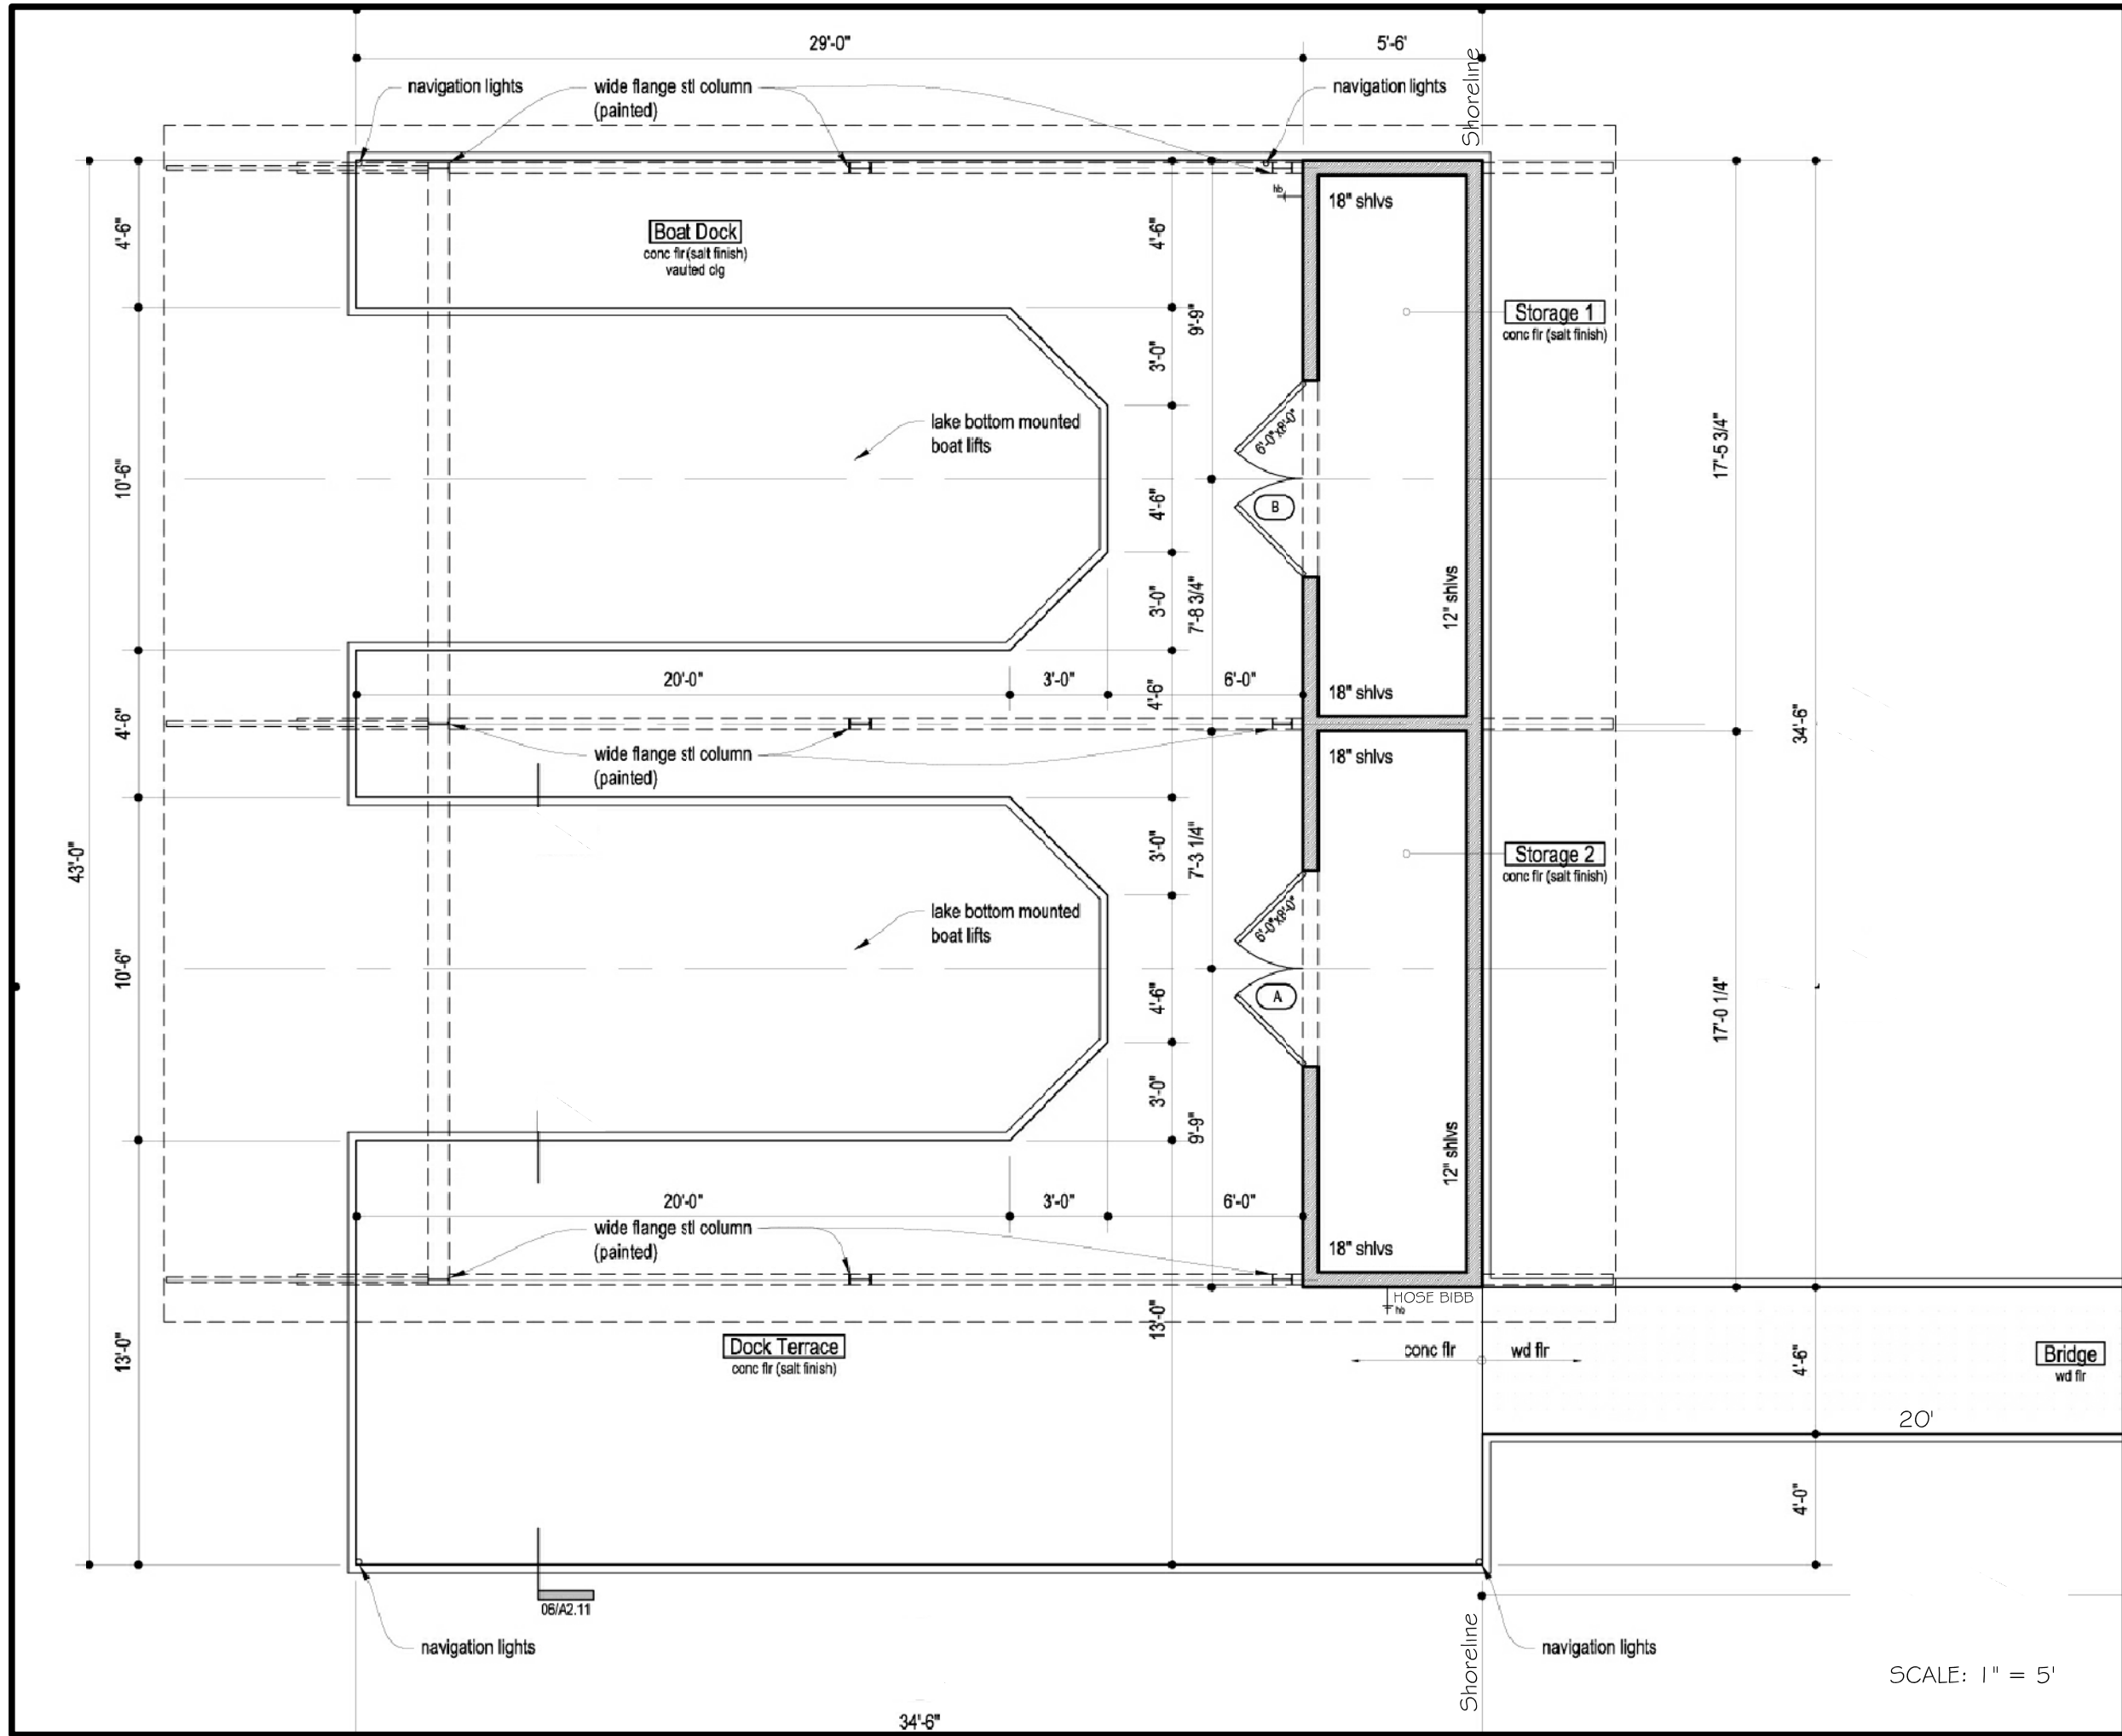 29'-0"
5'-6'
Shoreline
navigation lights
wide flange stl column
(painted)
navigation lights
4'-6"
Boat Dock
conc flr(salt finish)
vaulted clg
4'-6"
hb
18" shlvs
9'-9"
Storage 1
conc flr (salt finish)
3'-0"
lake bottom mounted
boat lifts
6'-0"x8'-0"
17'-5 3/4"
10'-6"
4'-6"
B
3'-0"
7'-8 3/4"
12" shlvs
20'-0"
3'-0"
4'-6"
6'-0"
18" shlvs
4'-6"
34'-6"
wide flange stl column
(painted)
18" shlvs
43'-0"
3'-0"
7'-3 1/4"
Storage 2
conc flr (salt finish)
lake bottom mounted
boat lifts
6'-0"x8'-0"
10'-6"
4'-6"
A
17'-0 1/4"
3'-0"
9'-9"
12" shlvs
20'-0"
3'-0"
6'-0"
wide flange stl column
(painted)
18" shlvs
HOSE BIBB
hb
13'-0"
13'-0"
Dock Terrace
conc flr (salt finish)
conc flr
wd flr
4'-6"
Bridge
wd flr
20'
4'-0"
06/A2.11
navigation lights
Shoreline
navigation lights
SCALE: 1" = 5'
34'-6"